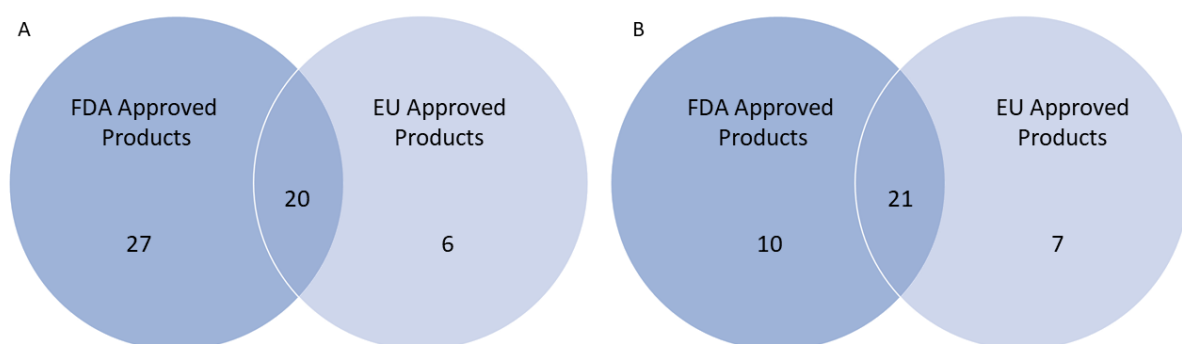 A
FDA Approved
Products
EU Approved
Products
20
27
6
B
FDA Approved
Products
EU Approved
Products
21
10
7